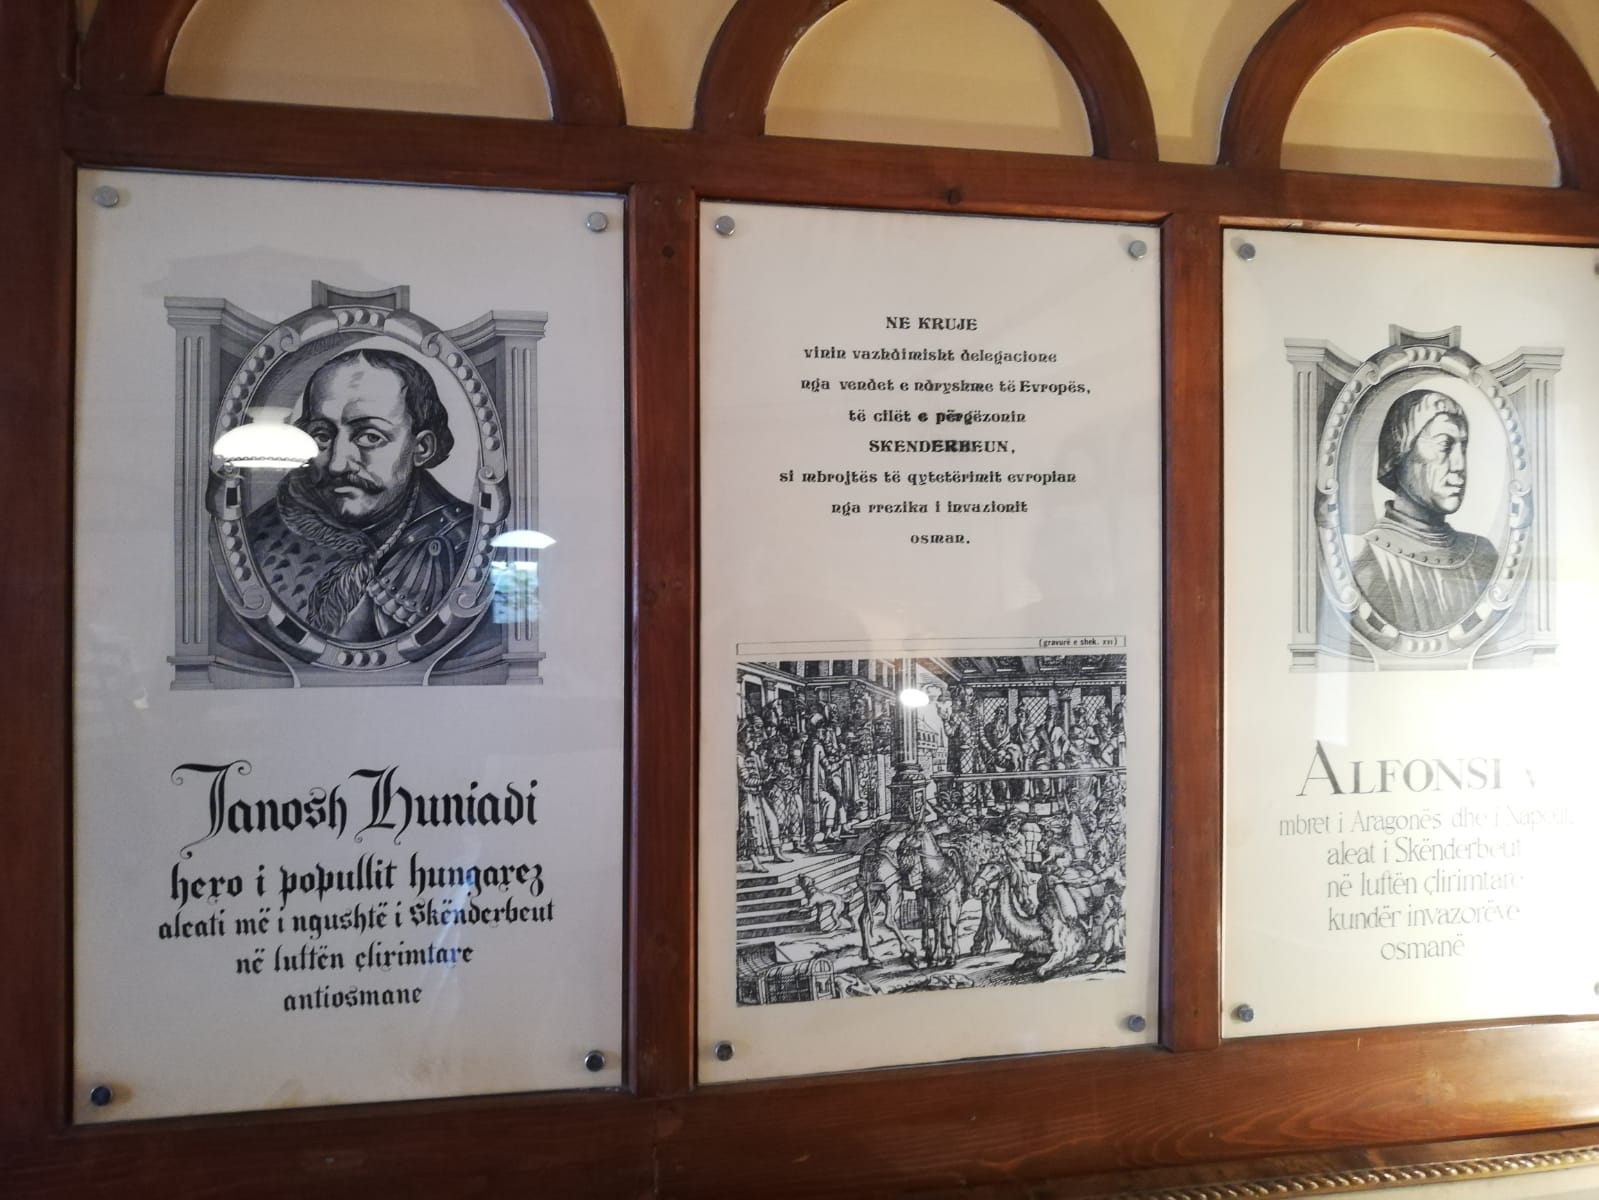 Janosh Huniadi
hero i popullit hungarez
aleati më i ngushtë i Skënderbeut
në luftën çlirimtare
antiosmane
NE KRUJE
vinin vazhdimisht delegacione
nga vendet e ndryshme të Evropës,
të cilët e përgëzonin
SKENDERBEUN,
si mbrojtës të qytetërimit evropian
nga rreziku i invazionit
osman.
(gravurë e shek. XVI)
ALFONSI V
mbret i Aragonës dhe i Napolit,
aleat i Skënderbeut
në luftën çlirimtare
kundër invazorëve
osmanë